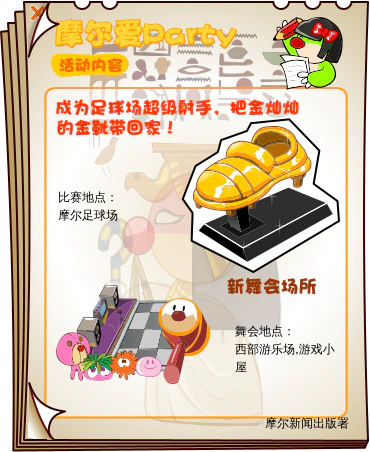 摩尔爱Party
活动内容
成为足球场超级射手，把金灿灿
的金靴带回家！
比赛地点：
摩尔足球场
新舞会场所
舞会地点：
西部游乐场,游戏小
屋
摩尔新闻出版署